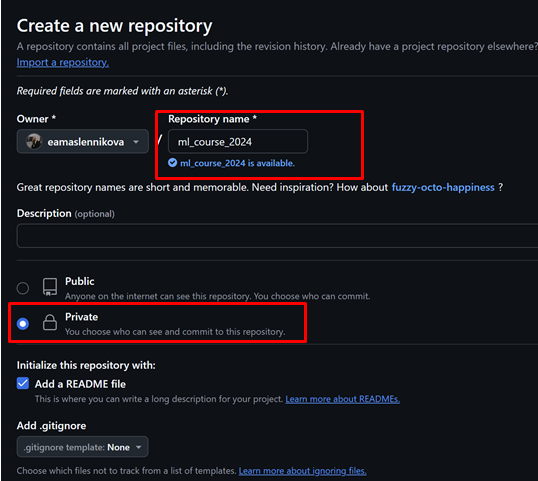 Create a new repository
A repository contains all project files, including the revision history. Already have a project repository elsewhere?
Import a repository.
Required fields are marked with an asterisk (*).
Owner * Repository name *
eamaslennikova / ml_course_2024
ml_course_2024 is available.
Great repository names are short and memorable. Need inspiration? How about fuzzy-octo-happiness ?
Description (optional)
Public
Anyone on the internet can see this repository. You choose who can commit.
Private
You choose who can see and commit to this repository.
Initialize this repository with:
Add a README file
This is where you can write a long description for your project. Learn more about READMEs.
Add .gitignore
.gitignore template: None
Choose which files not to track from a list of templates. Learn more about ignoring files.